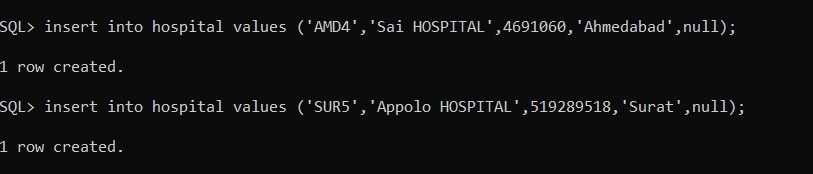 SQL> insert into hospital values ('AMD4','Sai HOSPITAL',4691060,'Ahmedabad',null);
1 row created.
SQL> insert into hospital values ('SUR5','Appolo HOSPITAL',519289518,'Surat',null);
1 row created.